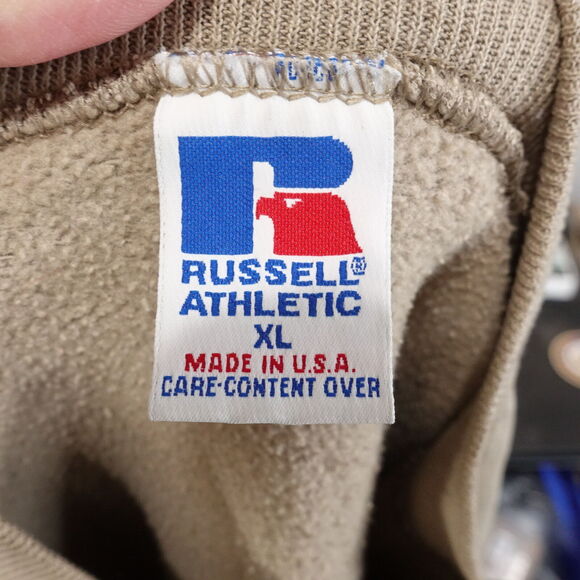 RUSSELL®
ATHLETIC
XL
MADE IN U.S.A.
CARE-CONTENT OVER